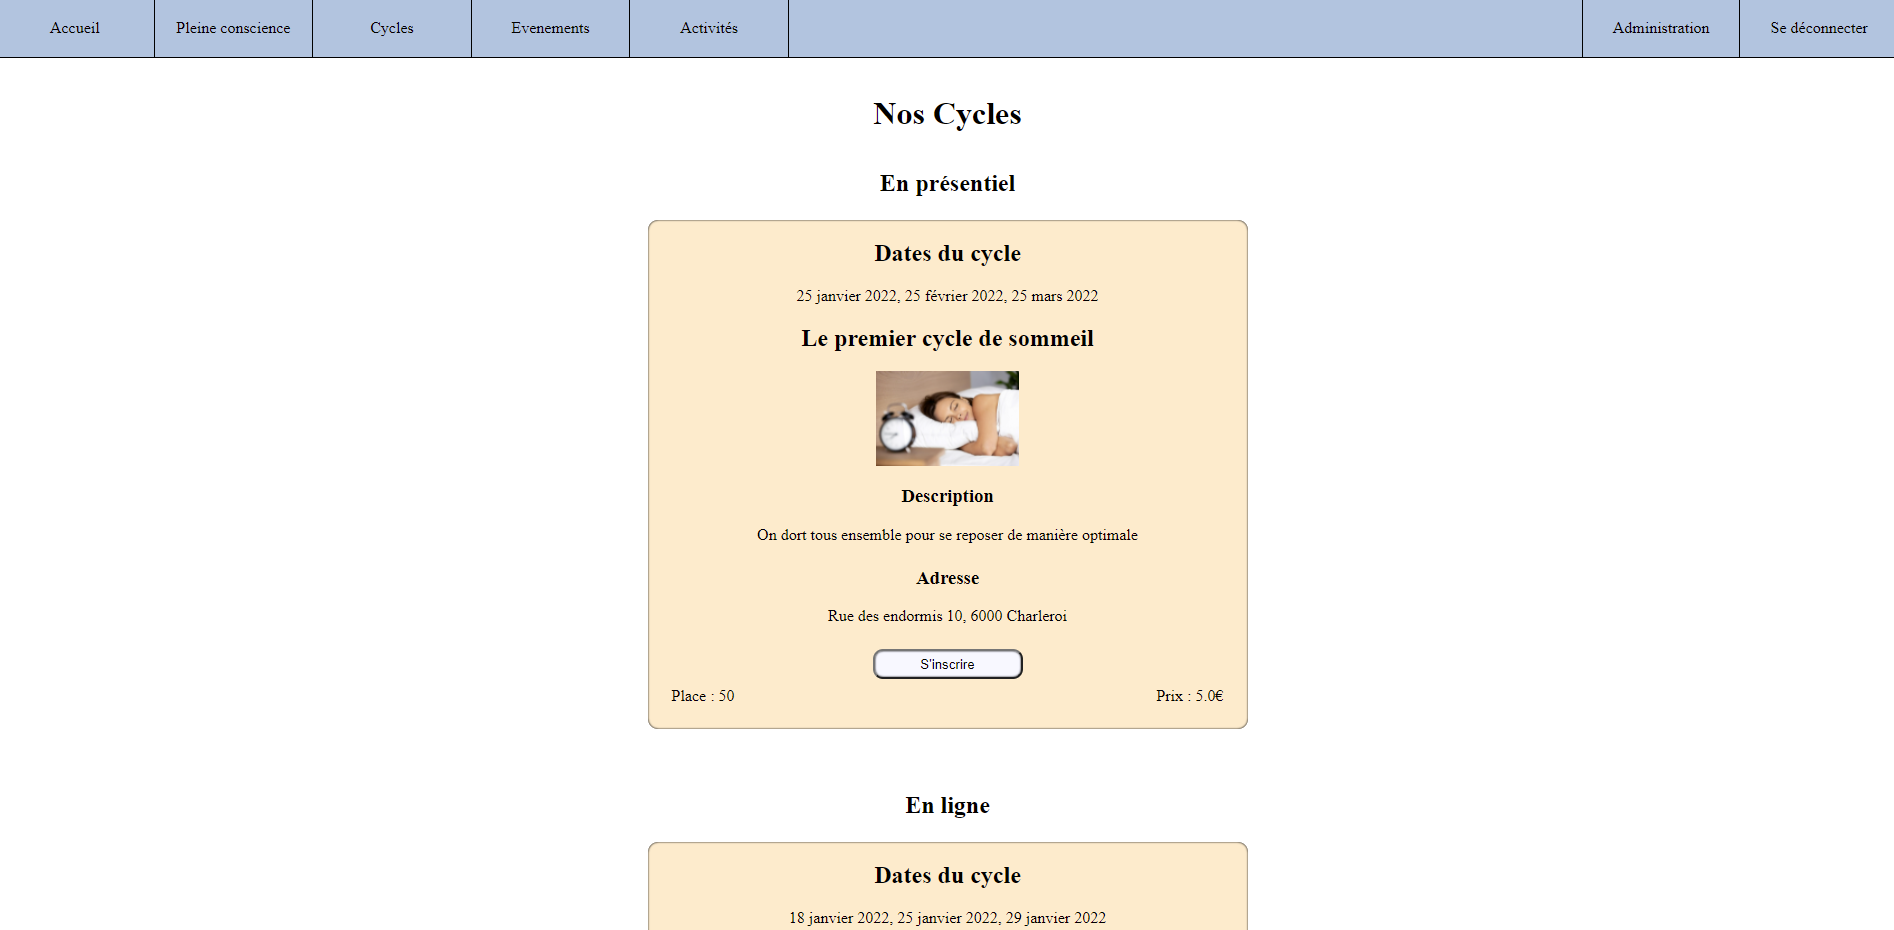 Accueil Pleine conscience Cycles Evenements Activités Administration Se déconnecter
Nos Cycles
En présentiel
Dates du cycle
25 janvier 2022, 25 février 2022, 25 mars 2022
Le premier cycle de sommeil
Description
On dort tous ensemble pour se reposer de manière optimale
Adresse
Rue des endormis 10, 6000 Charleroi
S'inscrire
Place : 50 Prix : 5.0€
En ligne
Dates du cycle
18 janvier 2022, 25 janvier 2022, 29 janvier 2022